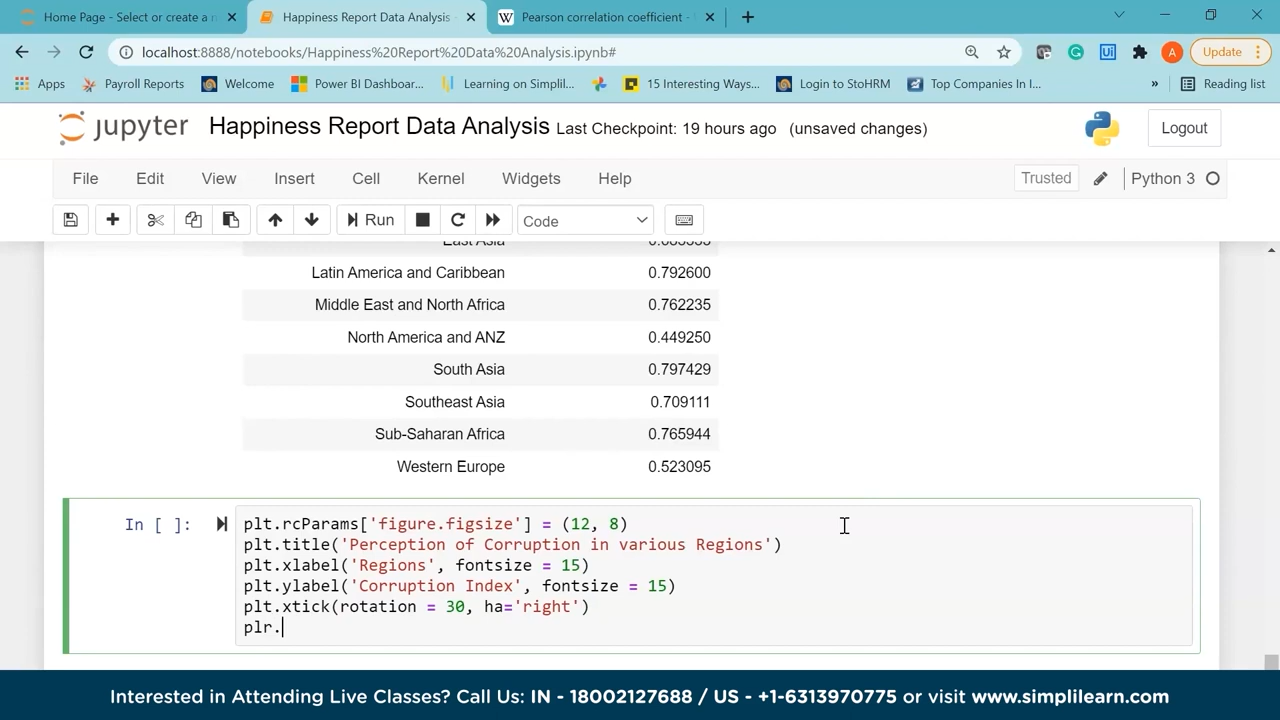 Home Page - Select or create a n
Happiness Report Data Analysis
Pearson correlation coefficient -
localhost:8888/notebooks/Happiness%20Report%20Data%20Analysis.ipynb#
A
Update
Apps
Payroll Reports
Welcome
Power BI Dashboar...
Learning on Simplil...
15 Interesting Ways...
Login to StoHRM
Top Companies In I...
»
Reading list
jupyter
Happiness Report Data Analysis
Last Checkpoint: 19 hours ago
(unsaved changes)
Logout
File
Edit
View
Insert
Cell
Kernel
Widgets
Help
Trusted
Python 3
Run
Code
East Asia 0.683333
Latin America and Caribbean 0.792600
Middle East and North Africa 0.762235
North America and ANZ 0.449250
South Asia 0.797429
Southeast Asia 0.709111
Sub-Saharan Africa 0.765944
Western Europe 0.523095
In [ ]:
plt.rcParams['figure.figsize'] = (12, 8)
plt.title('Perception of Corruption in various Regions')
plt.xlabel('Regions', fontsize = 15)
plt.ylabel('Corruption Index', fontsize = 15)
plt.xtick(rotation = 30, ha='right')
plr.
Interested in Attending Live Classes? Call Us: IN - 18002127688 / US - +1-6313970775 or visit www.simplilearn.com